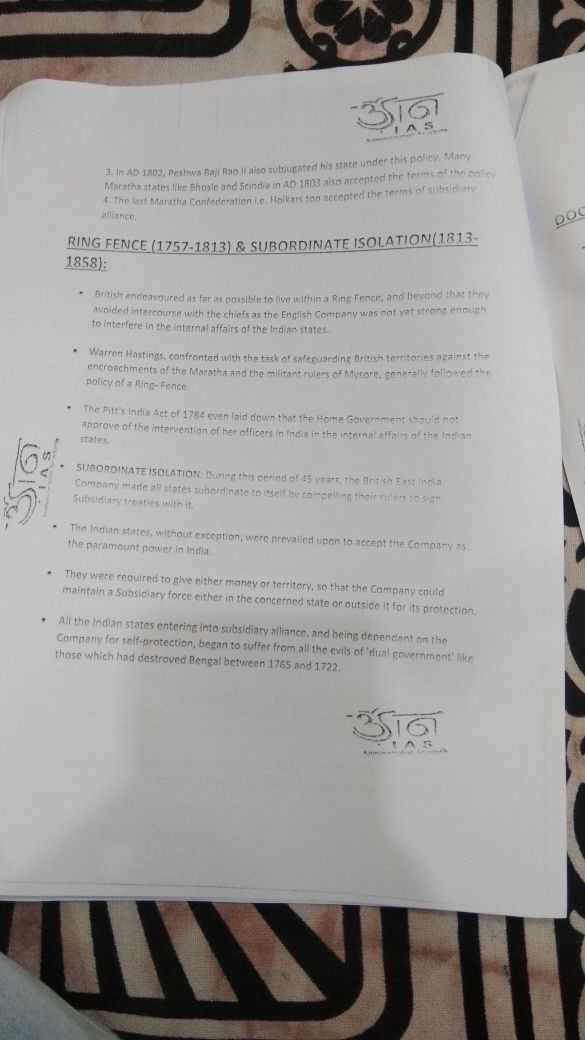 I A S
3. In AD 1802, Peshwa Baji Rao II also subjugated his state under this policy. Many
Maratha states like Bhosle and Scindia in AD 1803 also accepted the terms of the policy.
4. The last Maratha Confederation i.e. Holkars too accepted the terms of subsidiary
alliance.
RING FENCE (1757-1813) & SUBORDINATE ISOLATION(1813-
1858):
• British endeavoured as far as possible to live within a Ring Fence, and beyond that they
avoided intercourse with the chiefs as the English Company was not yet strong enough
to interfere in the internal affairs of the Indian states.
• Warren Hastings, confronted with the task of safeguarding British territories against the
encroachments of the Maratha and the militant rulers of Mysore, generally followed the
policy of a Ring- Fence.
• The Pitt's India Act of 1784 even laid down that the Home Government should not
approve of the intervention of her officers in India in the internal affairs of the Indian
states.
• SUBORDINATE ISOLATION: During this period of 45 years, the British East India
Company made all states subordinate to itself by compelling their rulers to sign
Subsidiary treaties with it.
• The Indian states, without exception, were prevailed upon to accept the Company as
the paramount power in India.
• They were required to give either money or territory, so that the Company could
maintain a Subsidiary force either in the concerned state or outside it for its protection.
• All the Indian states entering into subsidiary alliance, and being dependent on the
Company for self-protection, began to suffer from all the evils of 'dual government' like
those which had destroyed Bengal between 1765 and 1722.
I A S
I A S
DOC